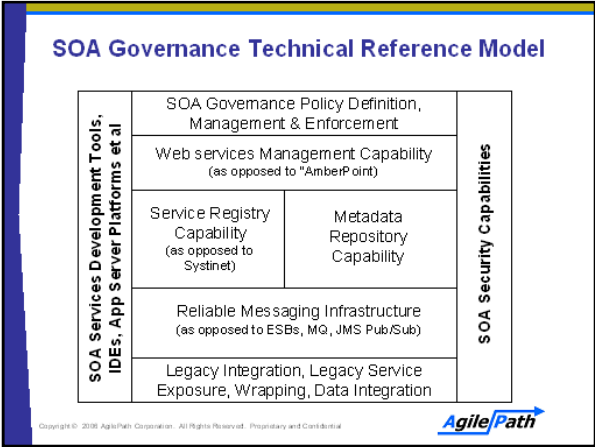 SOA Governance Technical Reference Model
SOA Services Development Tools,
IDEs, App Server Platforms et al
SOA Governance Policy Definition,
Management & Enforcement
Web services Management Capability
(as opposed to "AmberPoint)
Service Registry
Capability
(as opposed to
Systinet)
Metadata
Repository
Capability
Reliable Messaging Infrastructure
(as opposed to ESBs, MQ, JMS Pub/Sub)
Legacy Integration, Legacy Service
Exposure, Wrapping, Data Integration
SOA Security Capabilities
Copyright © 2006 AgilePath Corporation. All Rights Reserved. Proprietary and Confidential
AgilePath